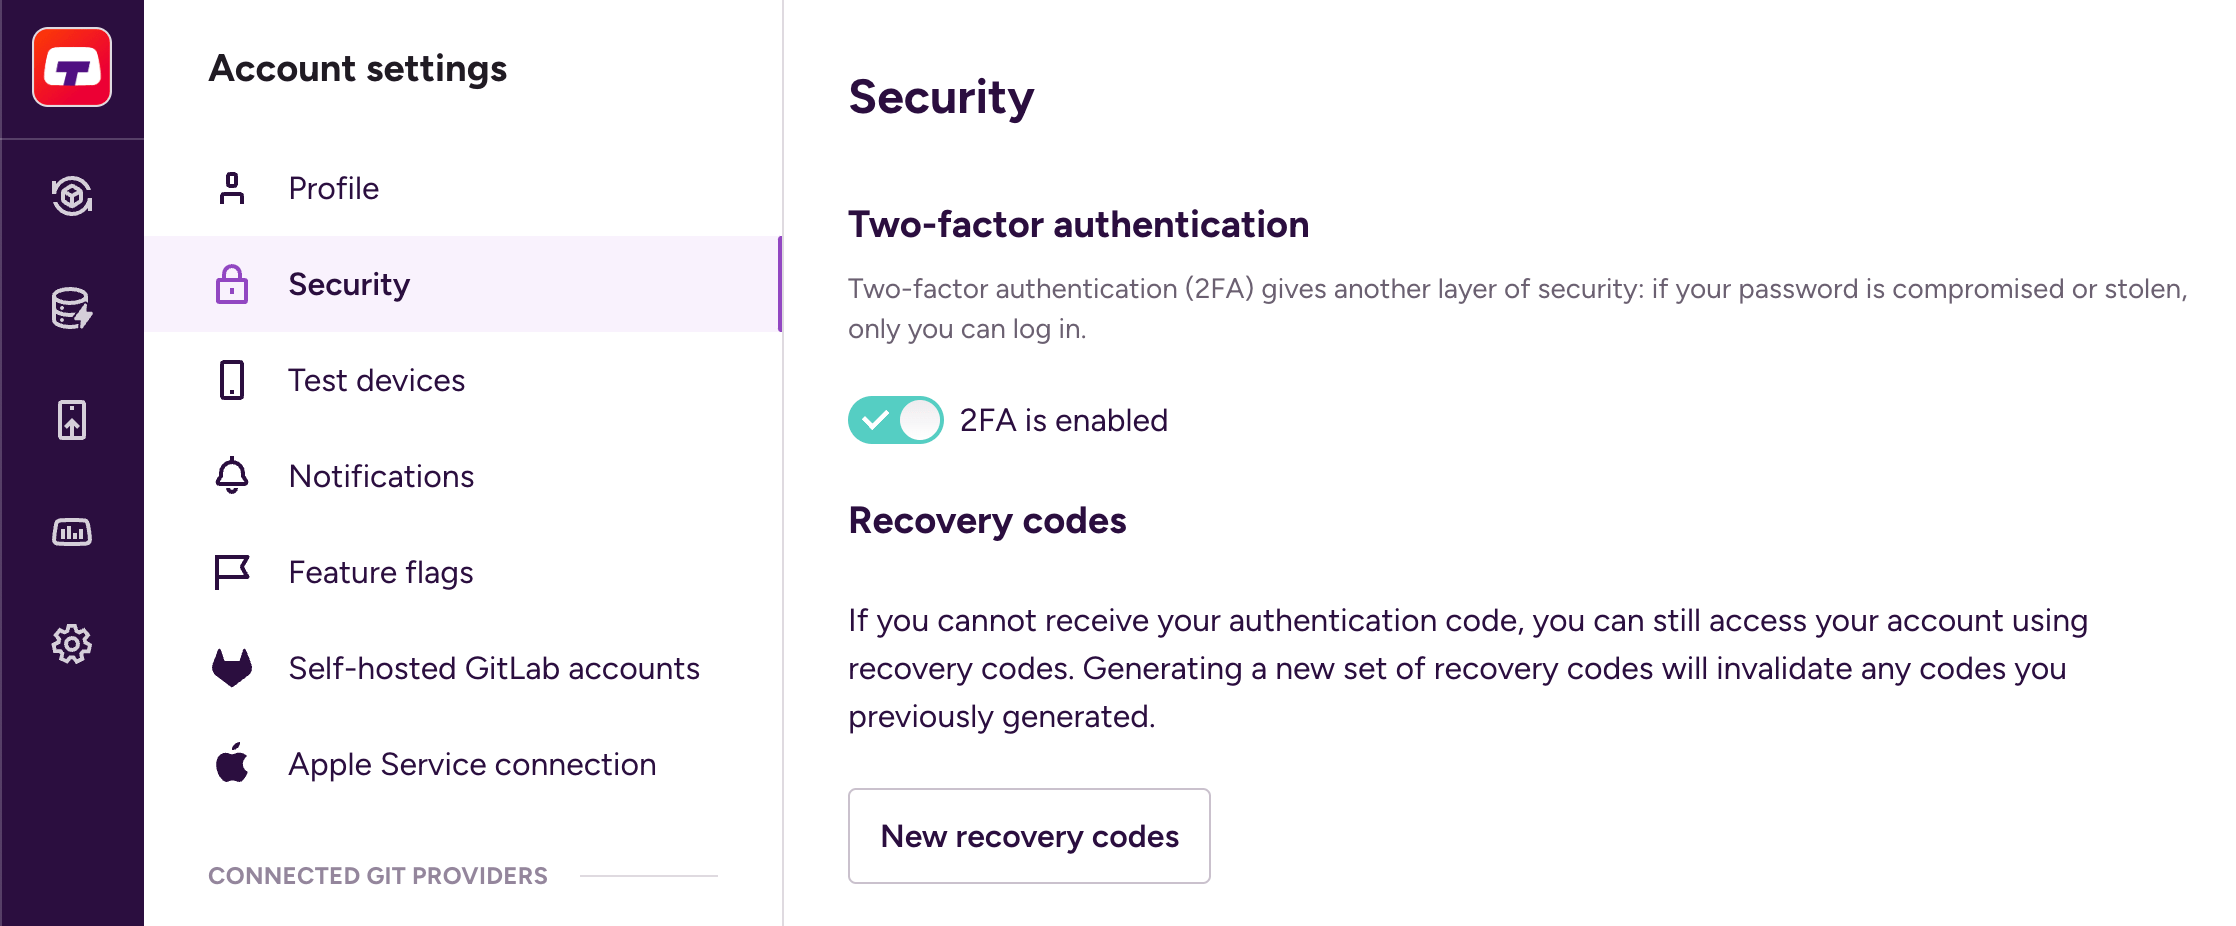 Account settings
Profile
Security
Test devices
Notifications
Feature flags
Self-hosted GitLab accounts
Apple Service connection
CONNECTED GIT PROVIDERS
Security
Two-factor authentication
Two-factor authentication (2FA) gives another layer of security: if your password is compromised or stolen,
only you can log in.
2FA is enabled
Recovery codes
If you cannot receive your authentication code, you can still access your account using
recovery codes. Generating a new set of recovery codes will invalidate any codes you
previously generated.
New recovery codes